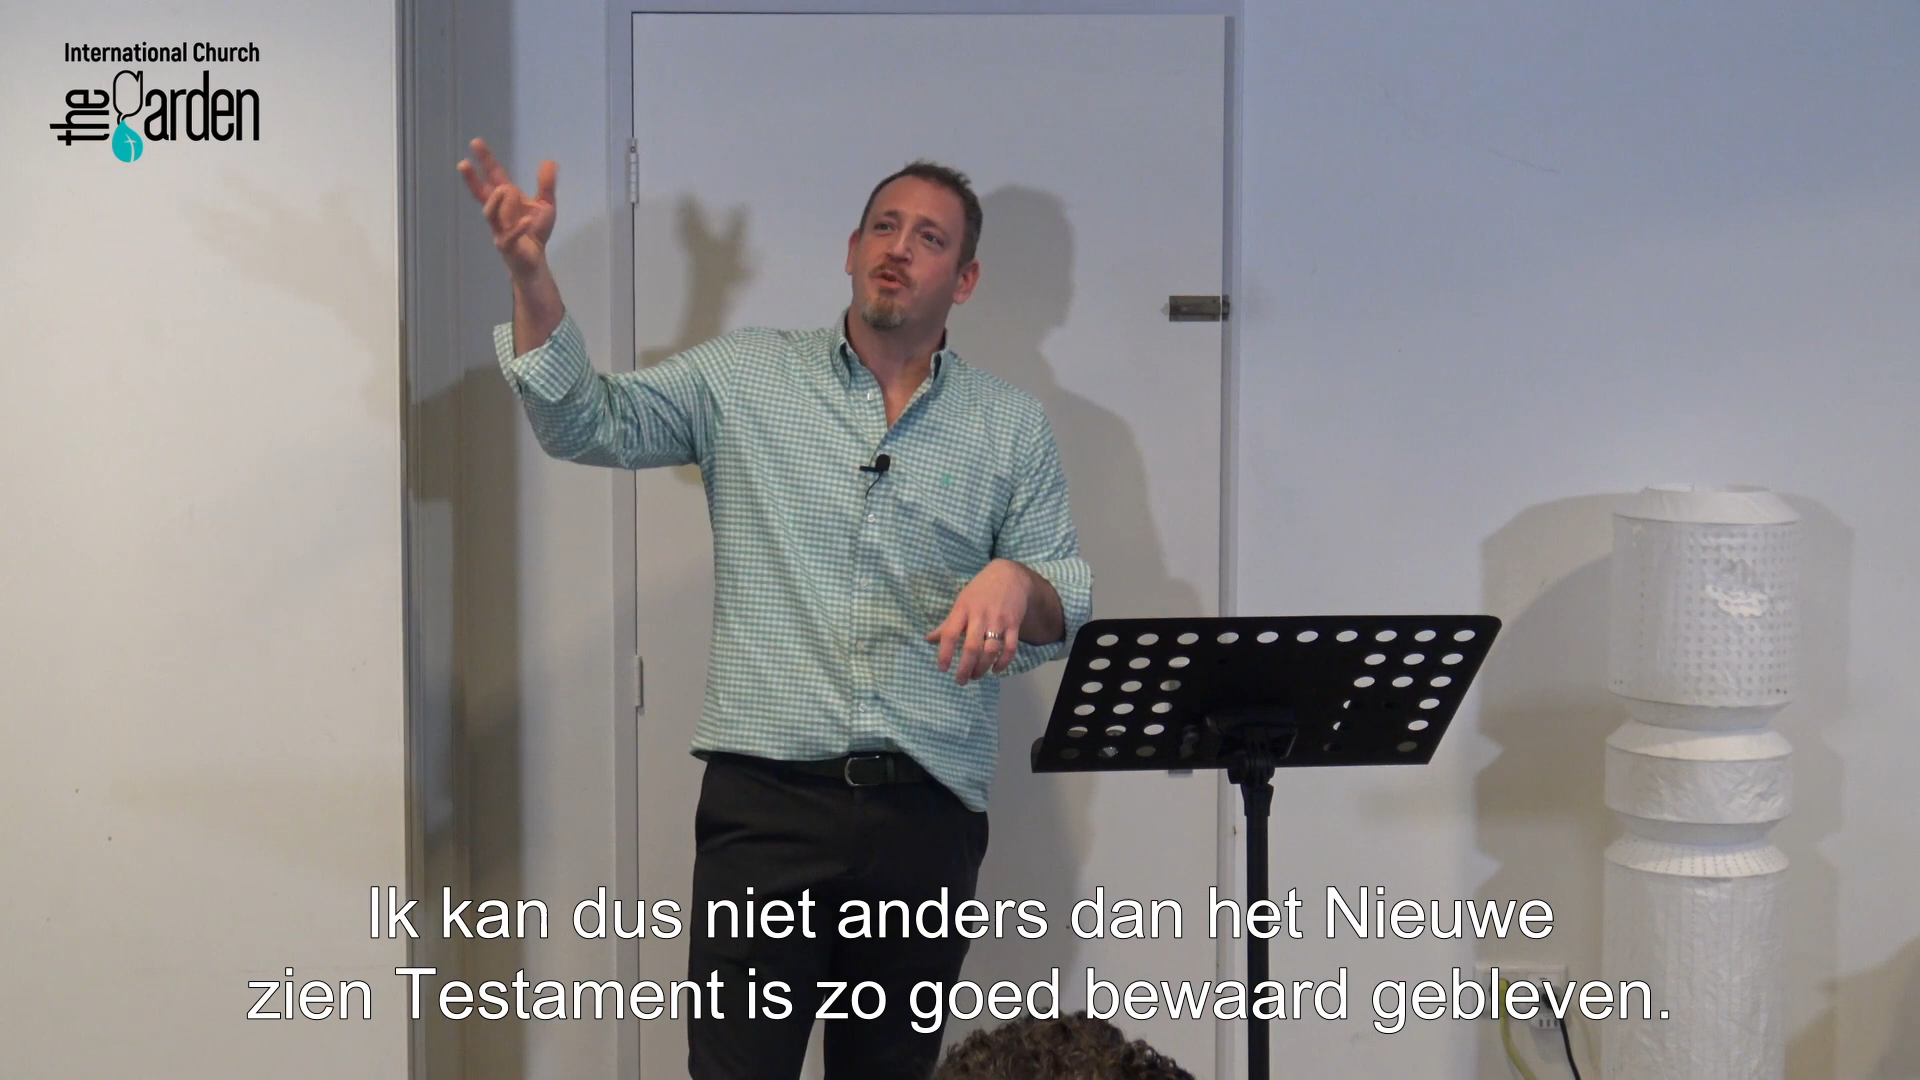 International Church
the Garden
Ik kan dus niet anders dan het Nieuwe
zien Testament is zo goed bewaard gebleven.